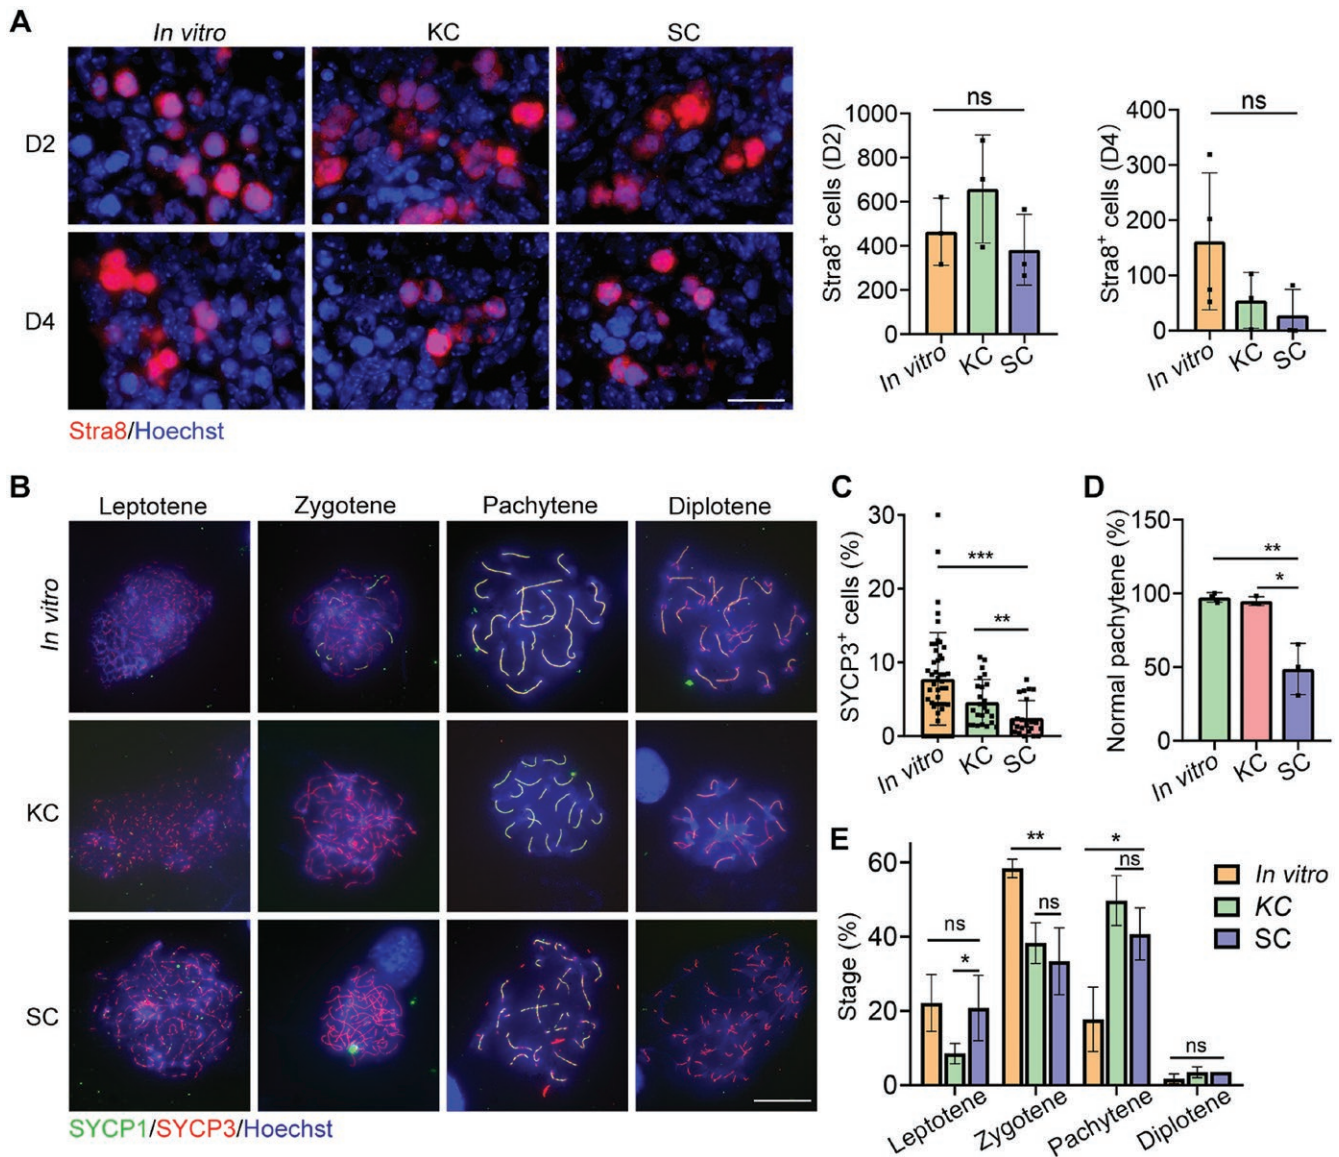 A
In vitro
KC
SC
D2
D4
Stra8/Hoechst
Stra8+ cells (D2)
1000
800
600
400
200
0
ns
In vitro
KC
SC
Stra8+ cells (D4)
400
300
200
100
0
ns
In vitro
KC
SC
B
Leptotene
Zygotene
Pachytene
Diplotene
In vitro
KC
SC
SYCP1/SYCP3/Hoechst
C
SYCP3+ cells (%)
30
20
10
0
***
**
In vitro
KC
SC
D
Normal pachytene (%)
150
100
50
0
**
*
In vitro
KC
SC
E
Stage (%)
60
40
20
0
ns
*
**
ns
*
ns
ns
Leptotene
Zygotene
Pachytene
Diplotene
In vitro
KC
SC